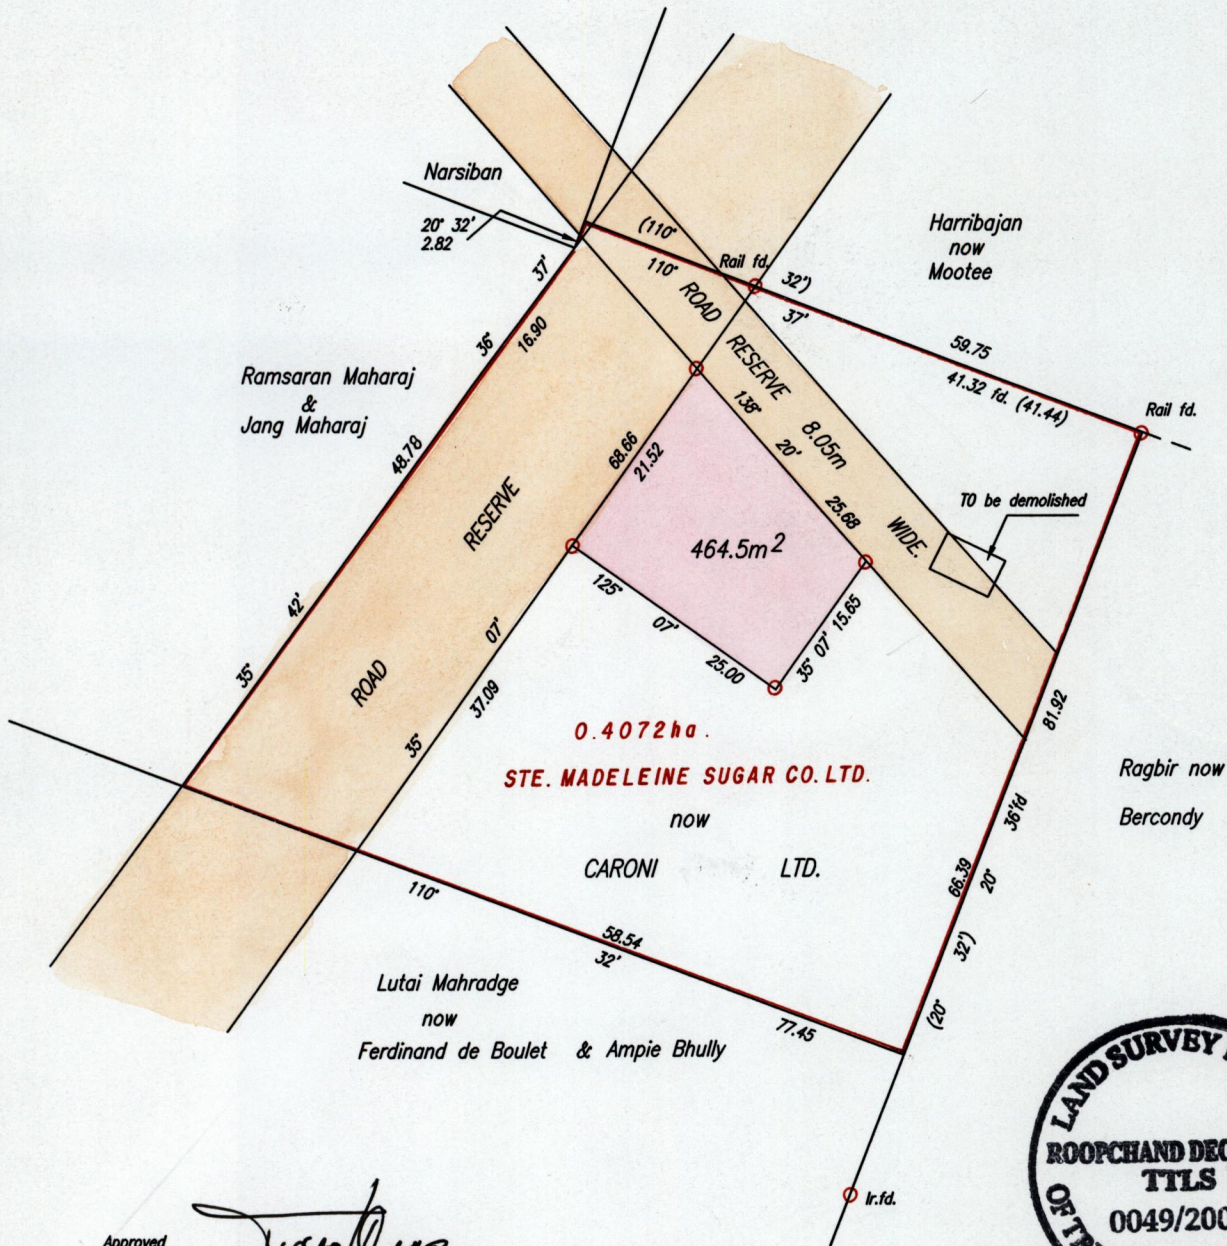 Narsiban
20° 32'
2.82
Harribajan
now
Mootee
(110°
32')
110°
37'
Rail fd.
59.75
41.32 fd. (41.44)
Rail fd.
ROAD RESERVE 8.05m WIDE.
37'
36°
16.90
Ramsaran Maharaj
&
Jang Maharaj
48.78
42'
35°
ROAD RESERVE
68.66
21.52
138°
20'
25.68
TO be demolished
464.5m²
125°
07'
25.00
35° 07' 15.65
07'
37.09
35°
0.4072ha.
STE. MADELEINE SUGAR CO. LTD.
now
CARONI LTD.
81.92
36'fd
66.39
20°
32')
(20°
Ragbir now
Bercondy
110°
58.54
32'
77.45
Lutai Mahradge
now
Ferdinand de Boulet & Ampie Bhully
Ir.fd.
LAND SURVEY
ROOPCHAND
TTLS
0049/200
Approved